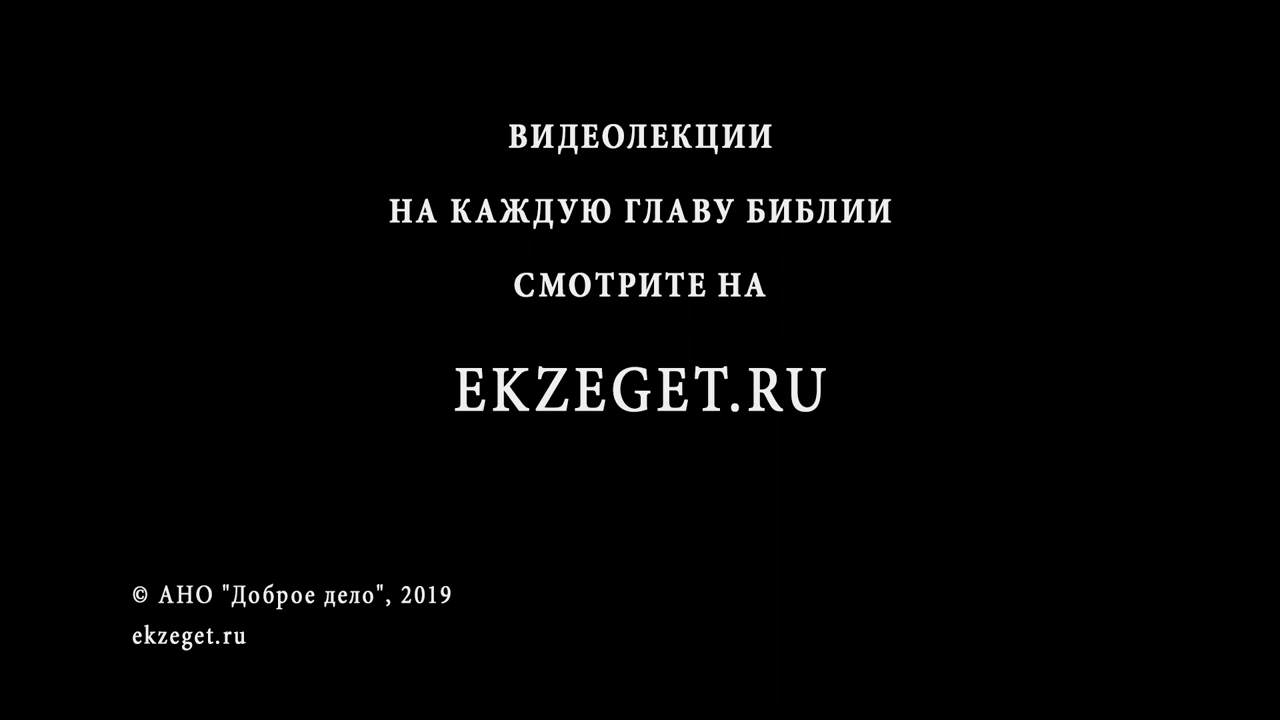 ВИДЕОЛЕКЦИИ
НА КАЖДУЮ ГЛАВУ БИБЛИИ
СМОТРИТЕ НА
EKZEGET.RU
© АНО "Доброе дело", 2019
ekzeget.ru